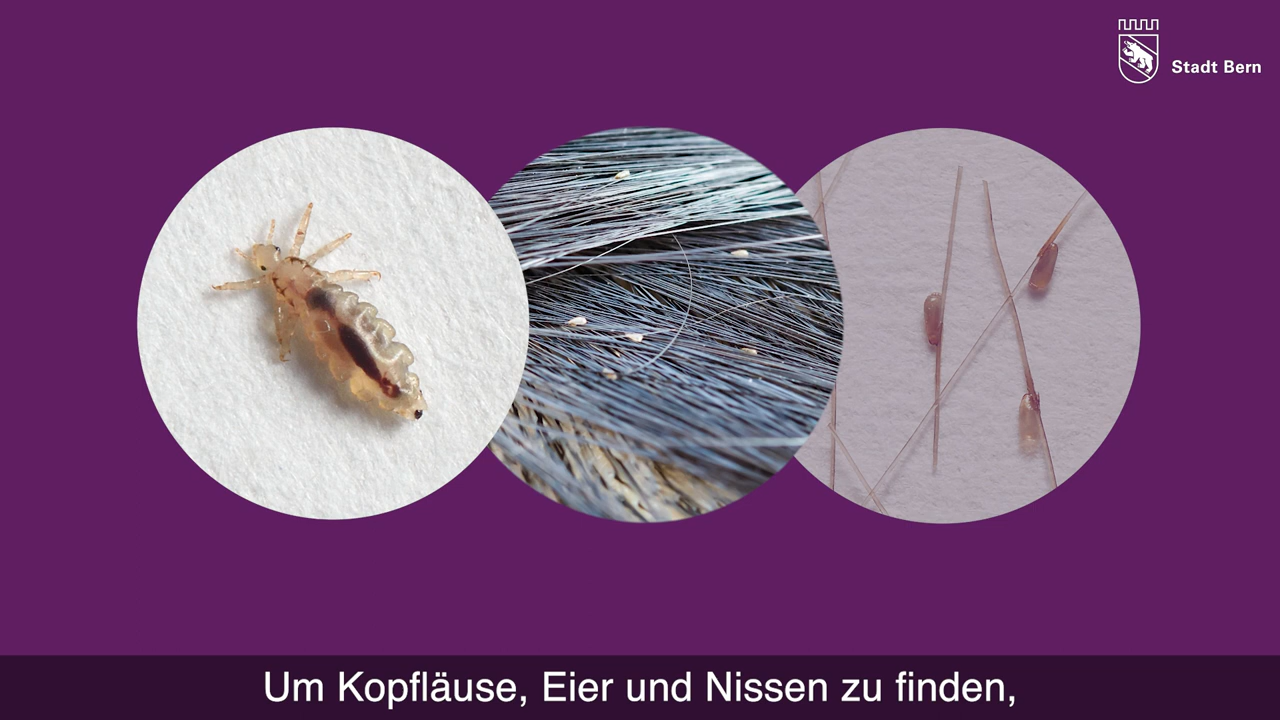 Stadt Bern
Um Kopfläuse, Eier und Nissen zu finden,